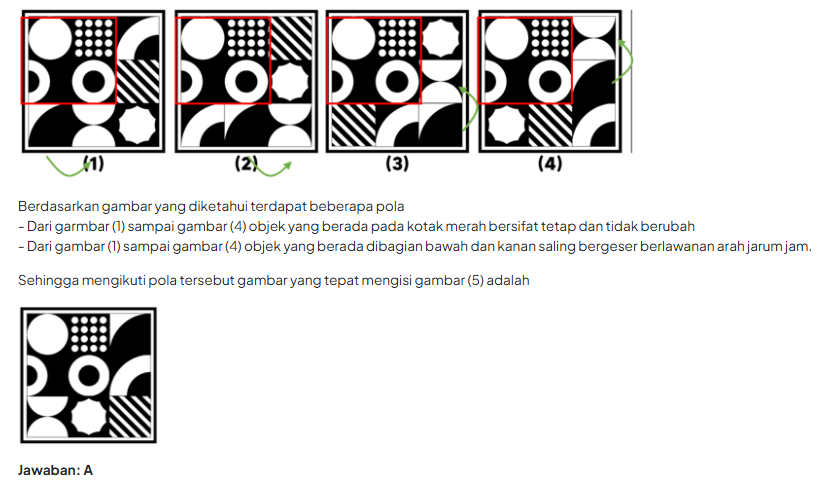 (1) (2) (3) (4)
Berdasarkan gambar yang diketahui terdapat beberapa pola
- Dari garmbar (1) sampai gambar (4) objek yang berada pada kotak merah bersifat tetap dan tidak berubah
- Dari gambar (1) sampai gambar (4) objek yang berada dibagian bawah dan kanan saling bergeser berlawanan arah jarum jam.
Sehingga mengikuti pola tersebut gambar yang tepat mengisi gambar (5) adalah
Jawaban: A